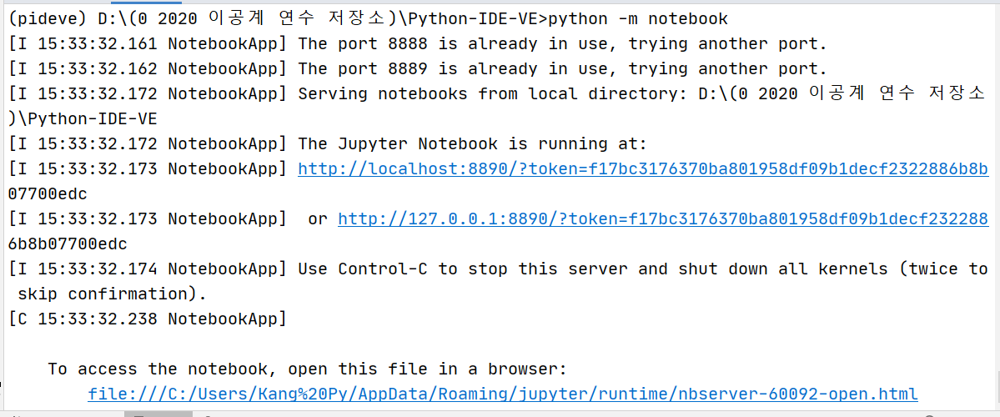 (pideve) D:\(0 2020 이공계 연수 저장소)\Python-IDE-VE>python -m notebook
[I 15:33:32.161 NotebookApp] The port 8888 is already in use, trying another port.
[I 15:33:32.162 NotebookApp] The port 8889 is already in use, trying another port.
[I 15:33:32.172 NotebookApp] Serving notebooks from local directory: D:\(0 2020 이공계 연수 저장소
)\Python-IDE-VE
[I 15:33:32.172 NotebookApp] The Jupyter Notebook is running at:
[I 15:33:32.173 NotebookApp] http://localhost:8890/?token=f17bc3176370ba801958df09b1decf2322886b8b
07700edc
[I 15:33:32.173 NotebookApp]  or http://127.0.0.1:8890/?token=f17bc3176370ba801958df09b1decf232288
6b8b07700edc
[I 15:33:32.174 NotebookApp] Use Control-C to stop this server and shut down all kernels (twice to
 skip confirmation).
[C 15:33:32.238 NotebookApp]
    To access the notebook, open this file in a browser:
        file:///C:/Users/Kang%20Py/AppData/Roaming/jupyter/runtime/nbserver-60092-open.html